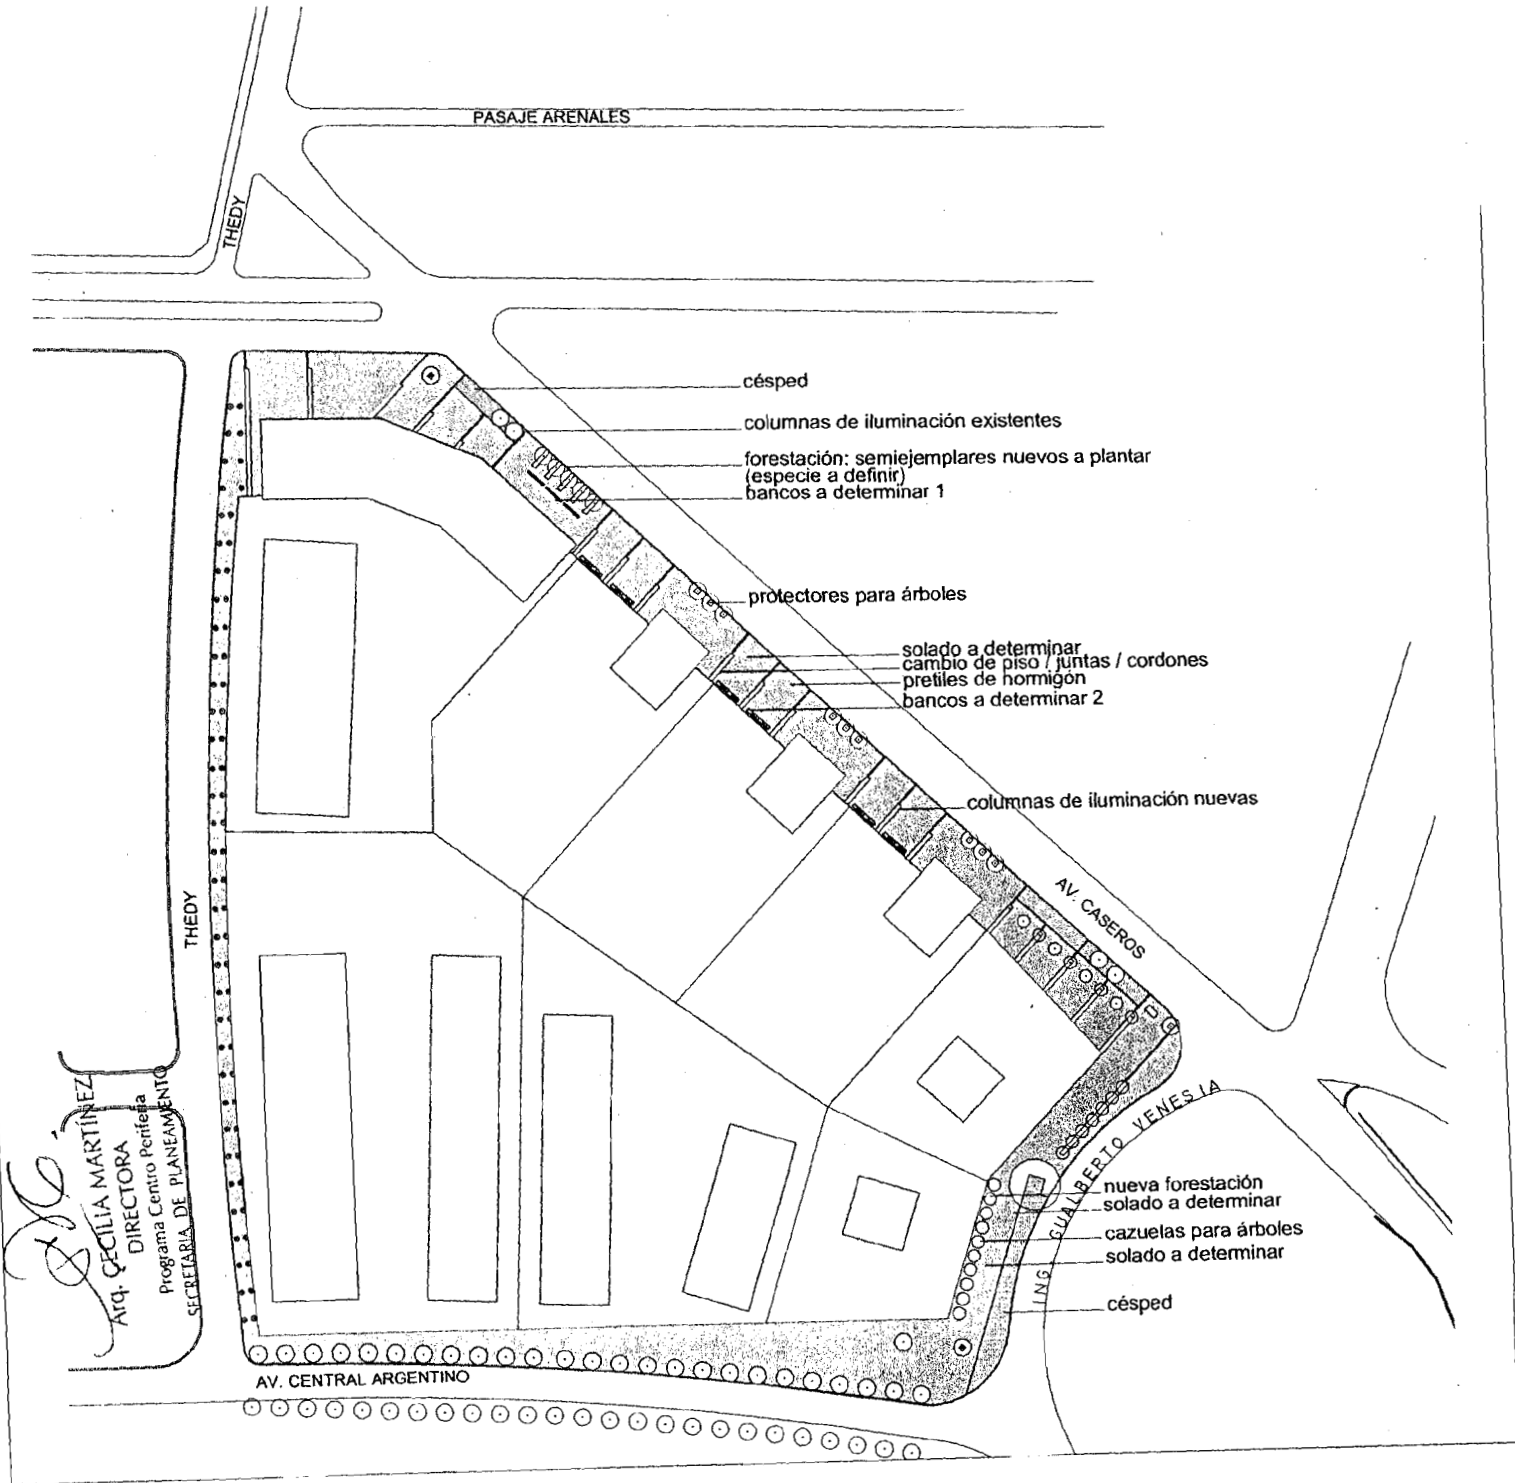 PASAJE ARENALES
THEDY
césped
columnas de iluminación existentes
forestación: semiejemplares nuevos a plantar
(especie a definir)
bancos a determinar 1
protectores para árboles
solado a determinar
cambio de piso / juntas / cordones
pretiles de hormigón
bancos a determinar 2
columnas de iluminación nuevas
AV. CASEROS
THEDY
ING. GUALBERTO VENESIA
nueva forestación
solado a determinar
cazuelas para árboles
solado a determinar
césped
AV. CENTRAL ARGENTINO
Arq. CECILIA MARTÍNEZ
DIRECTORA
Programa Centro Periferia
SECRETARIA DE PLANEAMIENTO